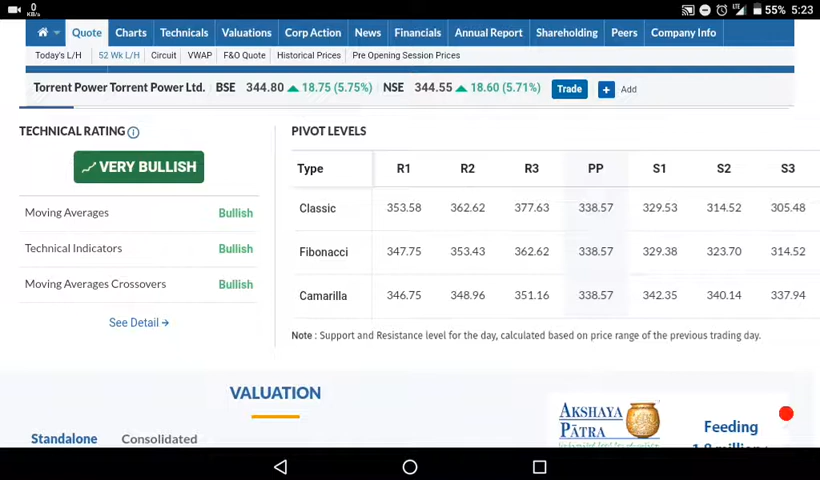 0
KB/s
LTE
55% 5:23
Quote Charts Technicals Valuations Corp Action News Financials Annual Report Shareholding Peers Company Info
Today's L/H 52 Wk L/H Circuit VWAP F&O Quote Historical Prices Pre Opening Session Prices
Torrent Power Torrent Power Ltd. BSE 344.80 18.75 (5.75%) NSE 344.55 18.60 (5.71%) Trade + Add
TECHNICAL RATING
VERY BULLISH
Moving Averages Bullish
Technical Indicators Bullish
Moving Averages Crossovers Bullish
See Detail →
PIVOT LEVELS
Type R1 R2 R3 PP S1 S2 S3
Classic 353.58 362.62 377.63 338.57 329.53 314.52 305.48
Fibonacci 347.75 353.43 362.62 338.57 329.38 323.70 314.52
Camarilla 346.75 348.96 351.16 338.57 342.35 340.14 337.94
Note : Support and Resistance level for the day, calculated based on price range of the previous trading day.
VALUATION
Standalone Consolidated
AKSHAYA
PĀTRA
Feeding
1.8 million